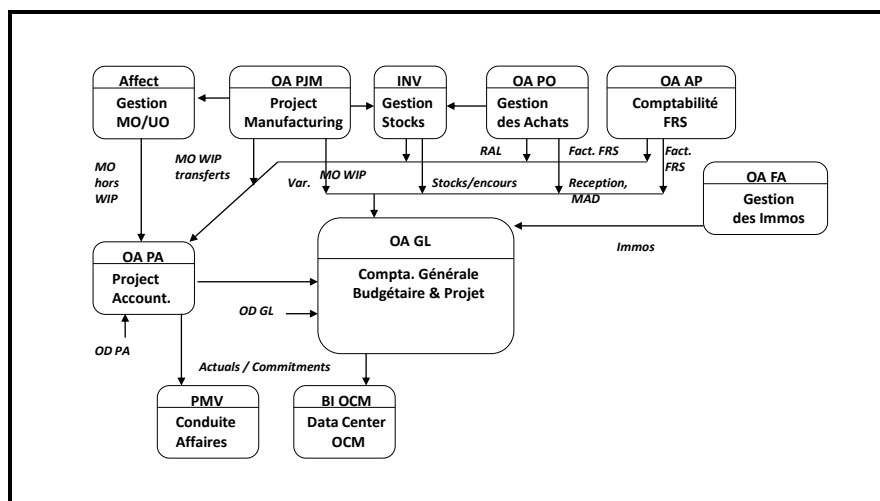 Affect
Gestion
MO/UO
OA PJM
Project
Manufacturing
INV
Gestion
Stocks
OA PO
Gestion
des Achats
OA AP
Comptabilité
FRS
MO
hors
WIP
MO WIP
transferts
Var.
MO WIP
RAL
Stocks/encours
Fact. FRS
Reception,
MAD
Fact.
FRS
OA FA
Gestion
des Immos
Immos
OA PA
Project
Account.
OA GL
Compta. Générale
Budgétaire & Projet
OD GL
OD PA
Actuals / Commitments
PMV
Conduite
Affaires
BI OCM
Data Center
OCM